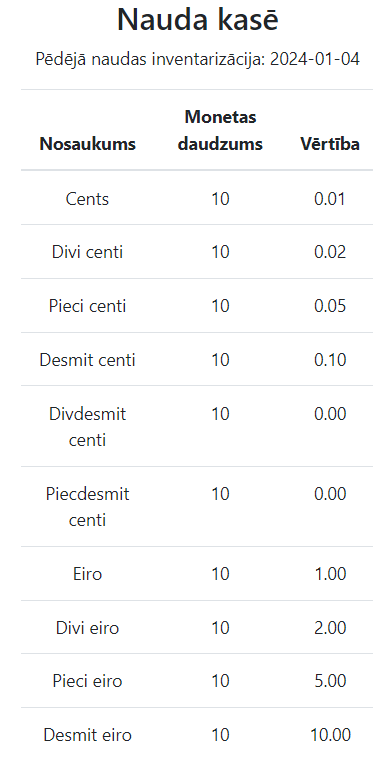 Nauda kasē
Pēdējā naudas inventarizācija: 2024-01-04
Nosaukums Monetas daudzums Vērtība
Cents 10 0.01
Divi centi 10 0.02
Pieci centi 10 0.05
Desmit centi 10 0.10
Divdesmit centi 10 0.00
Piecdesmit centi 10 0.00
Eiro 10 1.00
Divi eiro 10 2.00
Pieci eiro 10 5.00
Desmit eiro 10 10.00